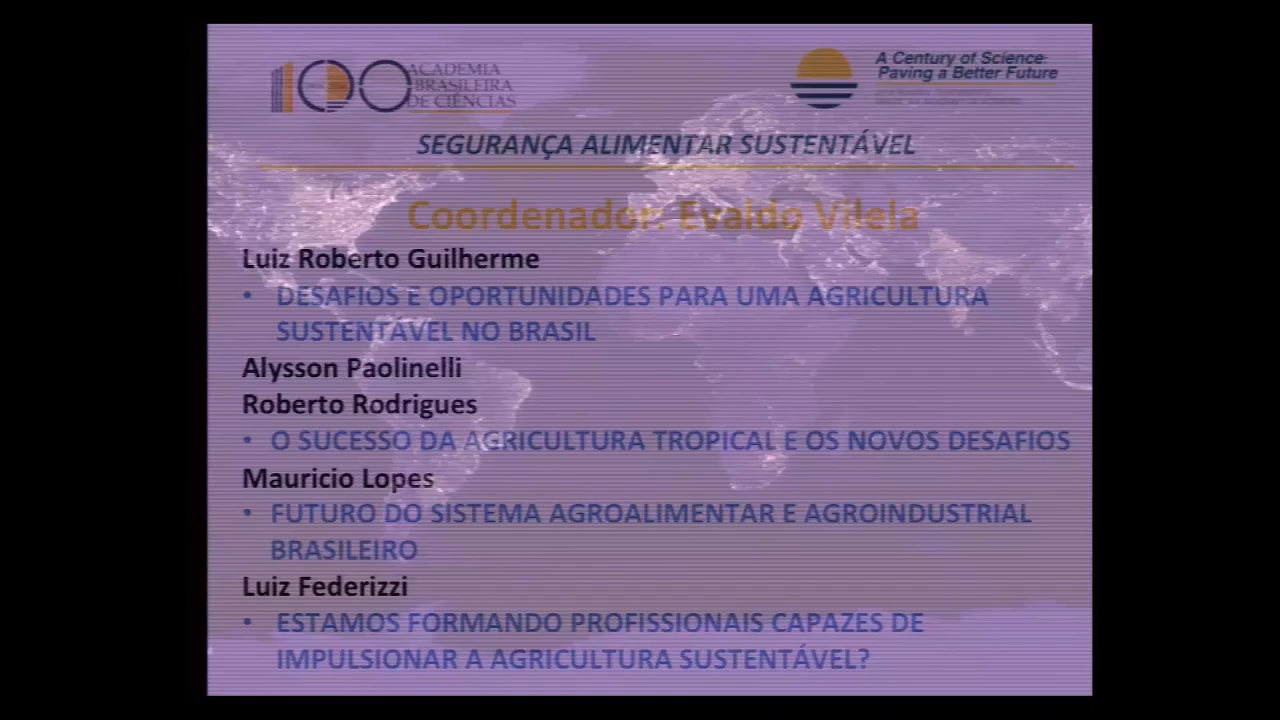 100 ACADEMIA
BRASILEIRA
DE CIÊNCIAS
A Century of Science:
Paving a Better Future
SEGURANÇA ALIMENTAR SUSTENTÁVEL
Coordenador: Evaldo Vilela
Luiz Roberto Guilherme
• DESAFIOS E OPORTUNIDADES PARA UMA AGRICULTURA
SUSTENTÁVEL NO BRASIL
Alysson Paolinelli
Roberto Rodrigues
• O SUCESSO DA AGRICULTURA TROPICAL E OS NOVOS DESAFIOS
Mauricio Lopes
• FUTURO DO SISTEMA AGROALIMENTAR E AGROINDUSTRIAL
BRASILEIRO
Luiz Federizzi
• ESTAMOS FORMANDO PROFISSIONAIS CAPAZES DE
IMPULSIONAR A AGRICULTURA SUSTENTÁVEL?